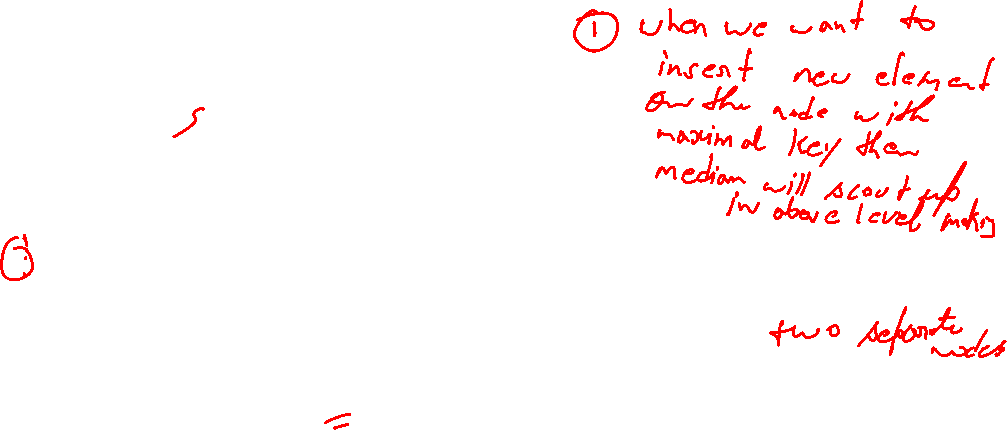 ① when we want to
insert new element
on the node with
maximal key then
median will scout up
in above level making
two separate
nodes
=